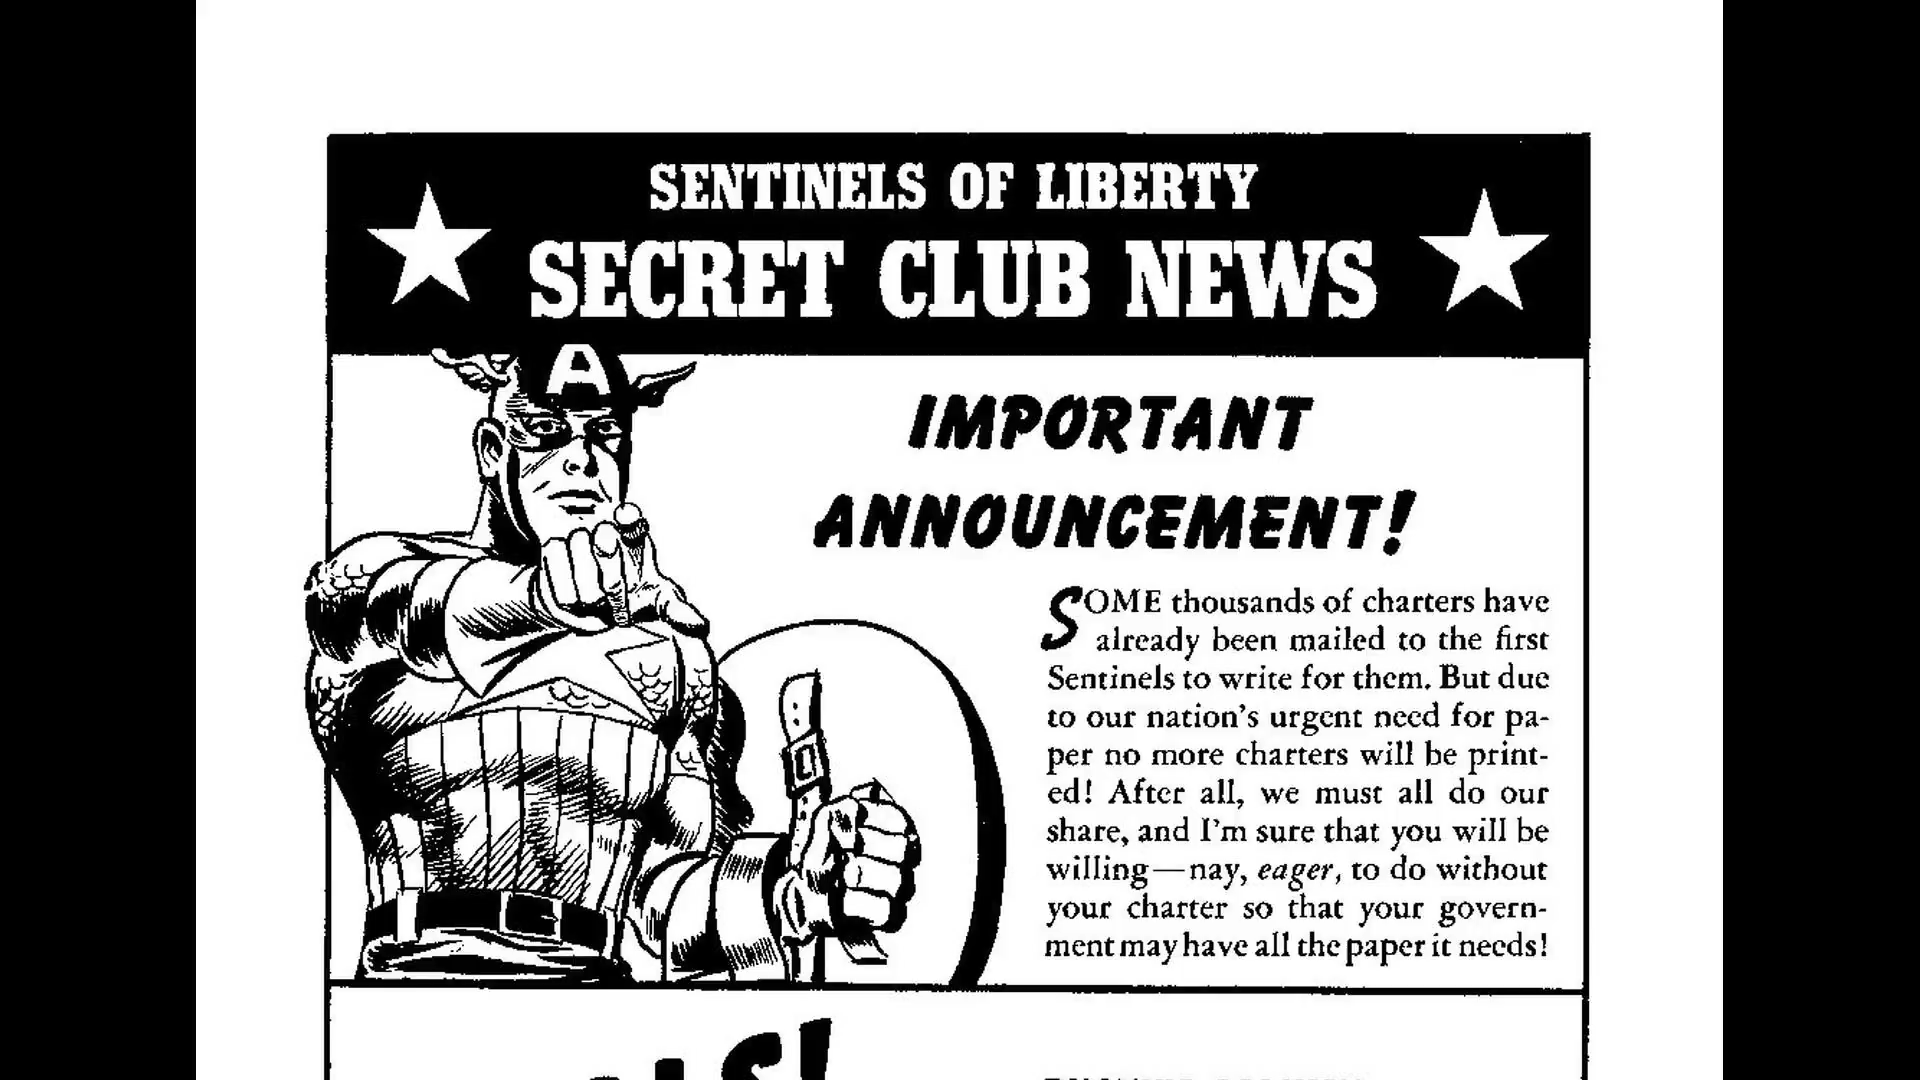 SENTINELS OF LIBERTY
SECRET CLUB NEWS
A
IMPORTANT
ANNOUNCEMENT!
SOME thousands of charters have
already been mailed to the first
Sentinels to write for them. But due
to our nation's urgent need for pa-
per no more charters will be print-
ed! After all, we must all do our
share, and I'm sure that you will be
willing—nay, eager, to do without
your charter so that your govern-
ment may have all the paper it needs!